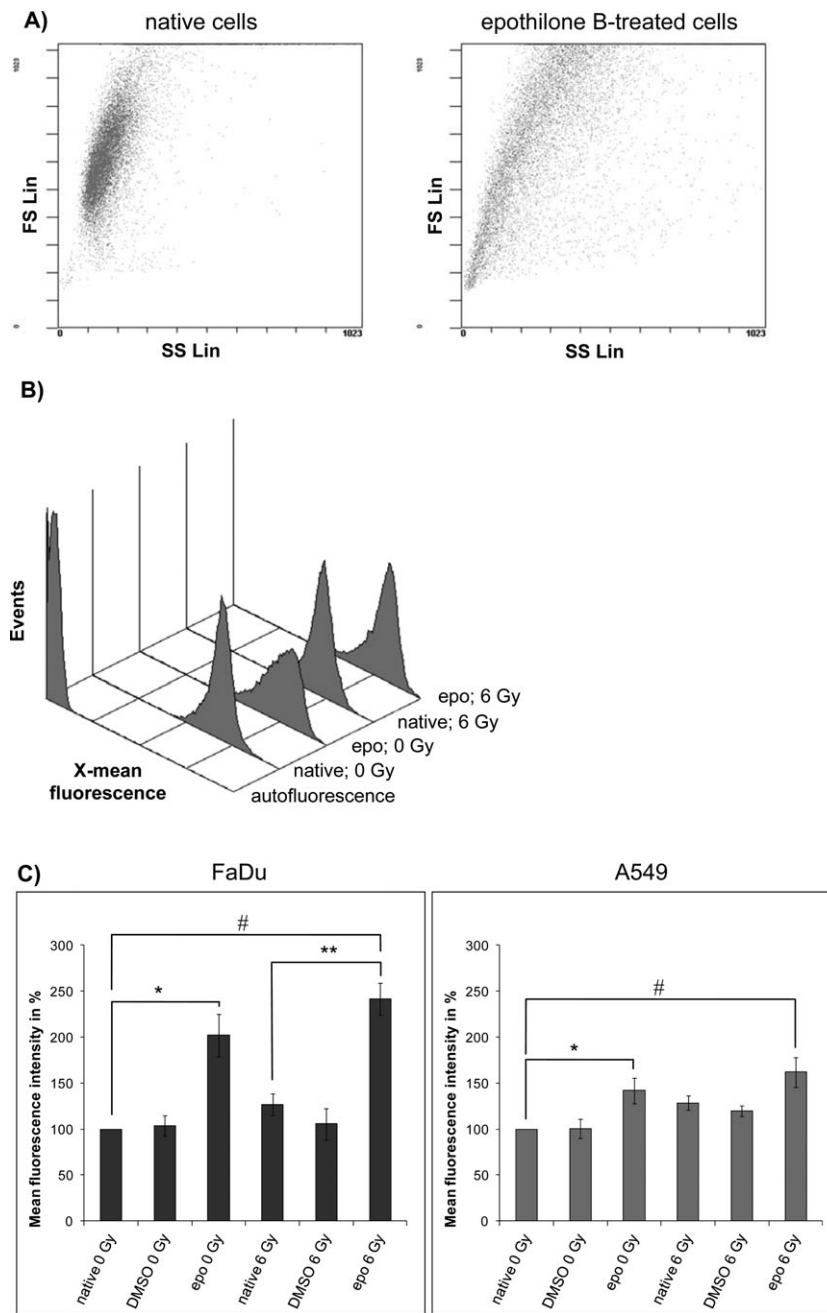 A)
native cells
epothilone B-treated cells
1023
FS Lin
0
0
1023
SS Lin
1023
FS Lin
0
0
1023
SS Lin
B)
Events
X-mean
fluorescence
epo; 6 Gy
native; 6 Gy
epo; 0 Gy
native; 0 Gy
autofluorescence
C)
FaDu
Mean fluorescence intensity in %
300
250
200
150
100
50
0
#
*
**
native 0 Gy
DMSO 0 Gy
epo 0 Gy
native 6 Gy
DMSO 6 Gy
epo 6 Gy
A549
Mean fluorescence intensity in %
300
250
200
150
100
50
0
#
*
native 0 Gy
DMSO 0 Gy
epo 0 Gy
native 6 Gy
DMSO 6 Gy
epo 6 Gy